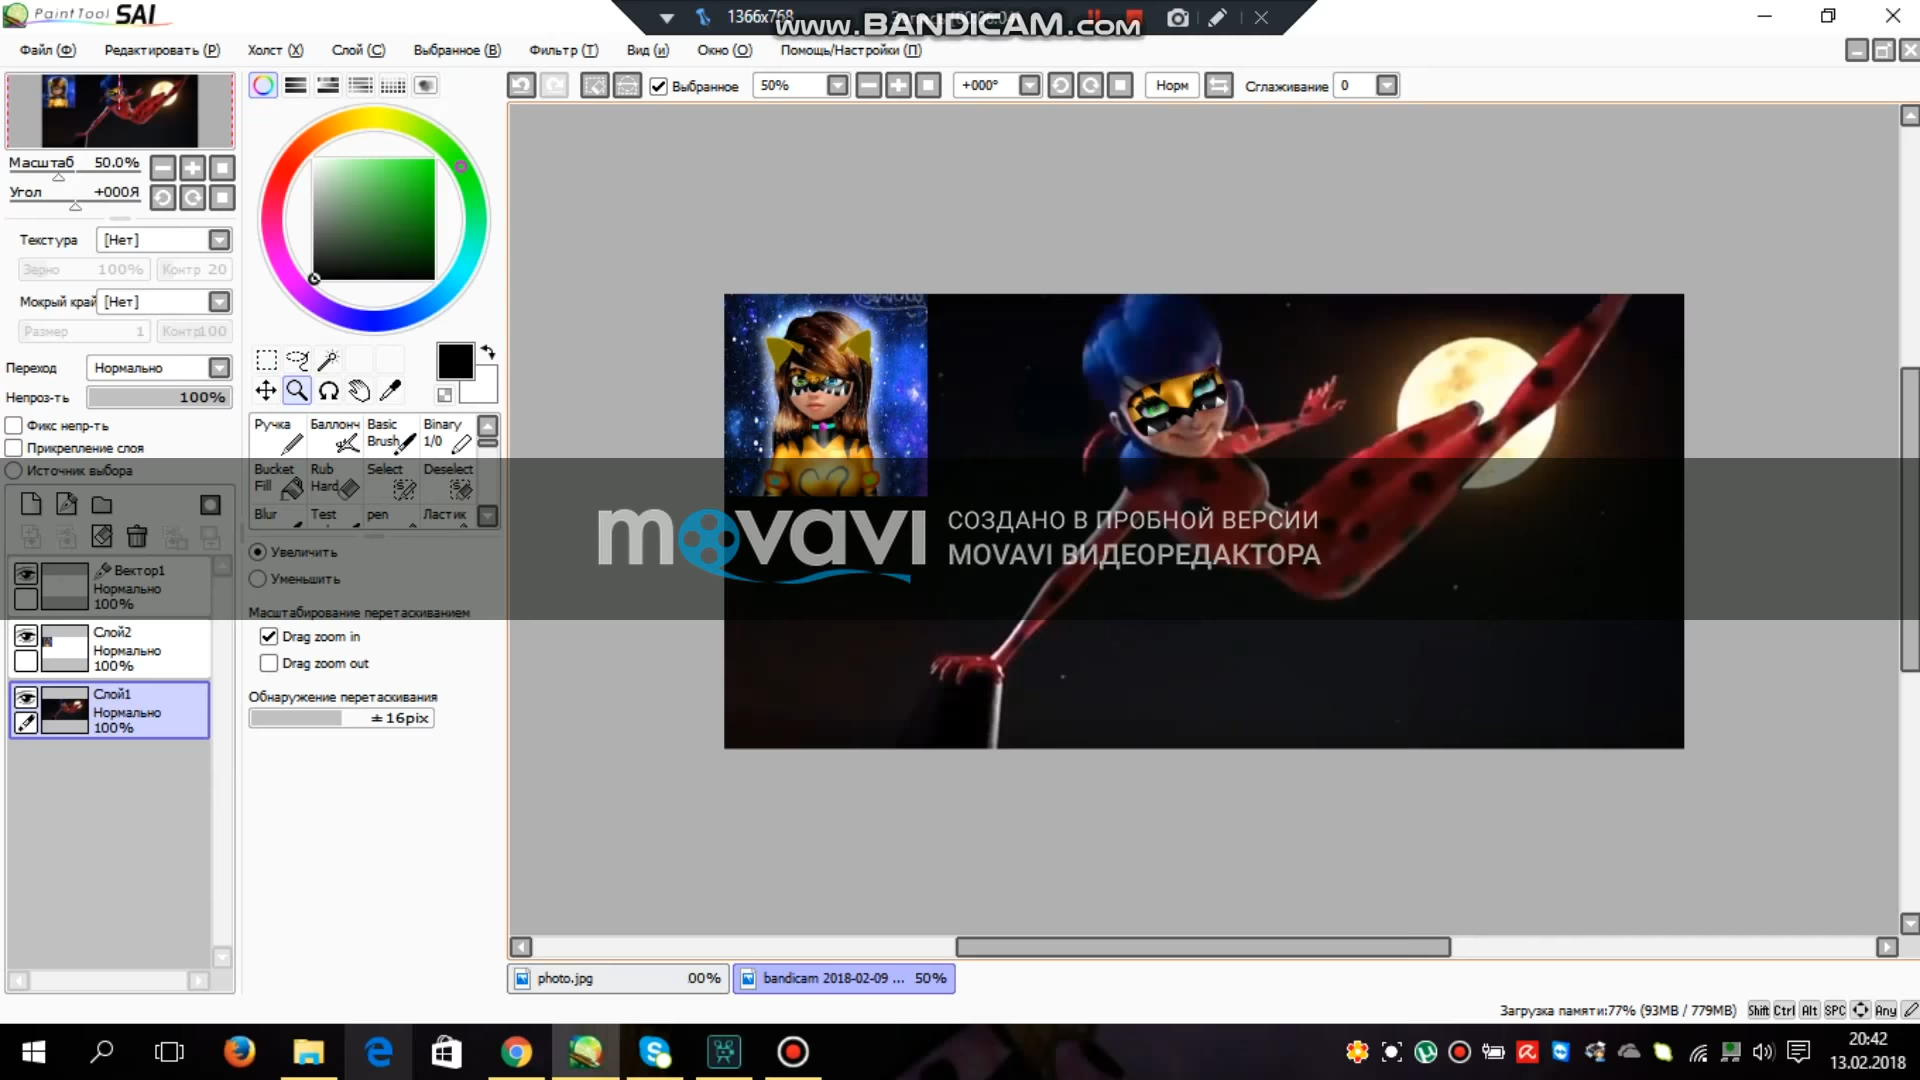 PaintTool SAI
1366x768
www.BANDICAM.com
Файл (Ф) Редактировать (Р) Холст (Х) Слой (С) Выбранное (В) Фильтр (Т) Вид (и) Окно (О) Помощь/Настройки (П)
Выбранное 50% +000° Норм Сглаживание 0
Масштаб 50.0%
Угол +000Я
Текстура [Нет]
Зерно 100% Контр 20
Мокрый край [Нет]
Размер 1 Контр100
Переход Нормально
Непроз-ть 100%
Фикс непр-ть
Прикрепление слоя
Источник выбора
Ручка Баллонч Basic Brush Binary 1/0
Bucket Fill Rub Hard Select Deselect
Blur Test pen Ластик
Увеличить
Уменьшить
Масштабирование перетаскиванием
Drag zoom in
Drag zoom out
Обнаружение перетаскивания
±16pix
Вектор1
Нормально
100%
Слой2
Нормально
100%
Слой1
Нормально
100%
movavi
СОЗДАНО В ПРОБНОЙ ВЕРСИИ
MOVAVI ВИДЕОРЕДАКТОРА
photo.jpg 00% bandicam 2018-02-09 ... 50%
Загрузка памяти:77% (93MB / 779MB) Shift Ctrl Alt SPC Any
20:42
13.02.2018